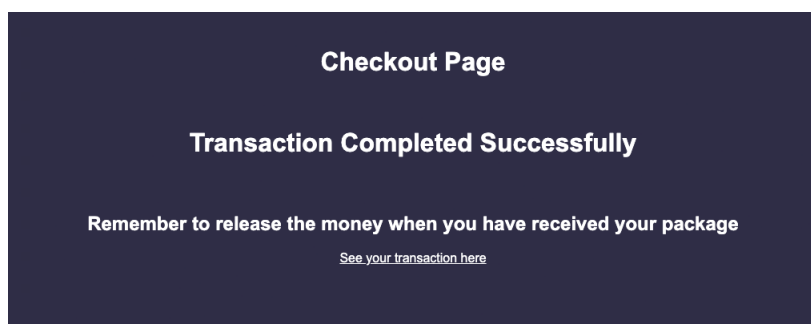 Checkout Page
Transaction Completed Successfully
Remember to release the money when you have received your package
See your transaction here